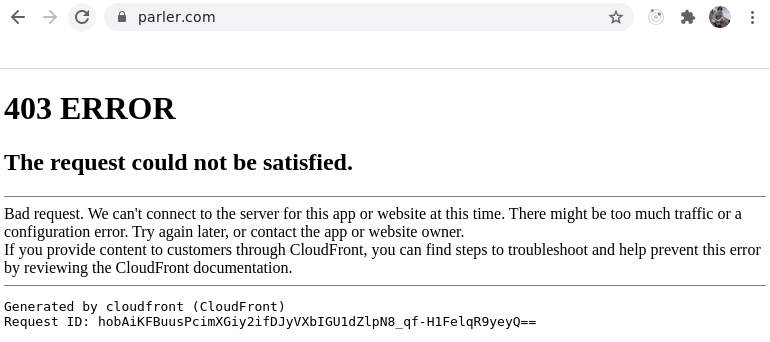 parler.com
403 ERROR
The request could not be satisfied.
Bad request. We can't connect to the server for this app or website at this time. There might be too much traffic or a
configuration error. Try again later, or contact the app or website owner.
If you provide content to customers through CloudFront, you can find steps to troubleshoot and help prevent this error
by reviewing the CloudFront documentation.
Generated by cloudfront (CloudFront)
Request ID: hobAiKFBuusPcimXGiy2ifDJyVXbIGU1dZlpN8_qf-H1FelqR9yeyQ==